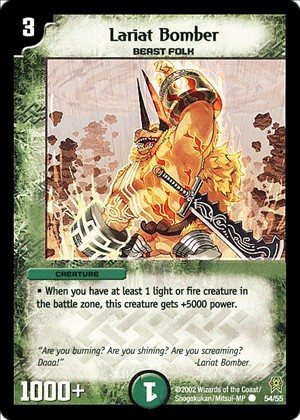 3
Lariat Bomber
BEAST FOLK
CREATURE
▪ When you have at least 1 light or fire creature in
the battle zone, this creature gets +5000 power.
"Are you burning? Are you shining? Are you screaming?
Daaa!"
-Lariat Bomber
1000+
1
©2002 Wizards of the Coast/
Shogakukan/Mitsui-MP ● 54/55